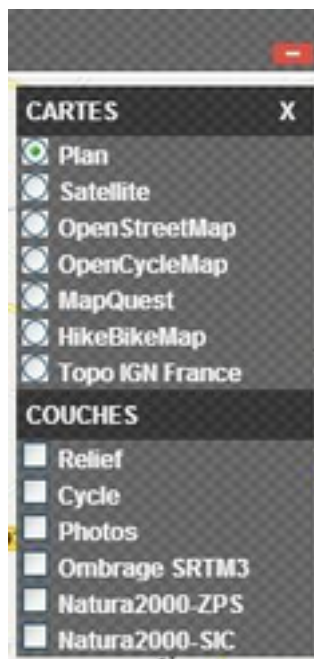 CARTES X
Plan
Satellite
OpenStreetMap
OpenCycleMap
MapQuest
HikeBikeMap
Topo IGN France
COUCHES
Relief
Cycle
Photos
Ombrage SRTM3
Natura2000-ZPS
Natura2000-SIC